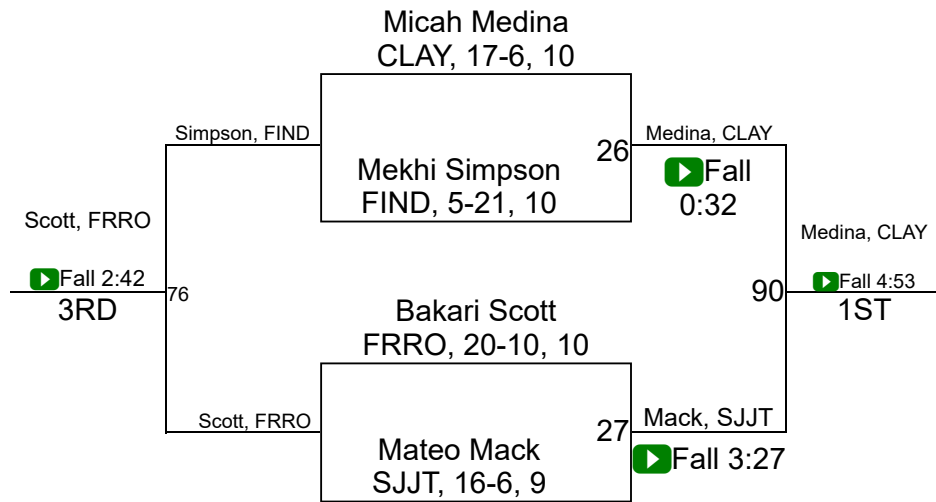 Micah Medina
CLAY, 17-6, 10
Simpson, FIND
26
Medina, CLAY
Mekhi Simpson
FIND, 5-21, 10
Fall
0:32
Scott, FRRO
Medina, CLAY
Fall 2:42
76
3RD
90
Fall 4:53
1ST
Bakari Scott
FRRO, 20-10, 10
Scott, FRRO
27
Mack, SJJT
Mateo Mack
SJJT, 16-6, 9
Fall 3:27